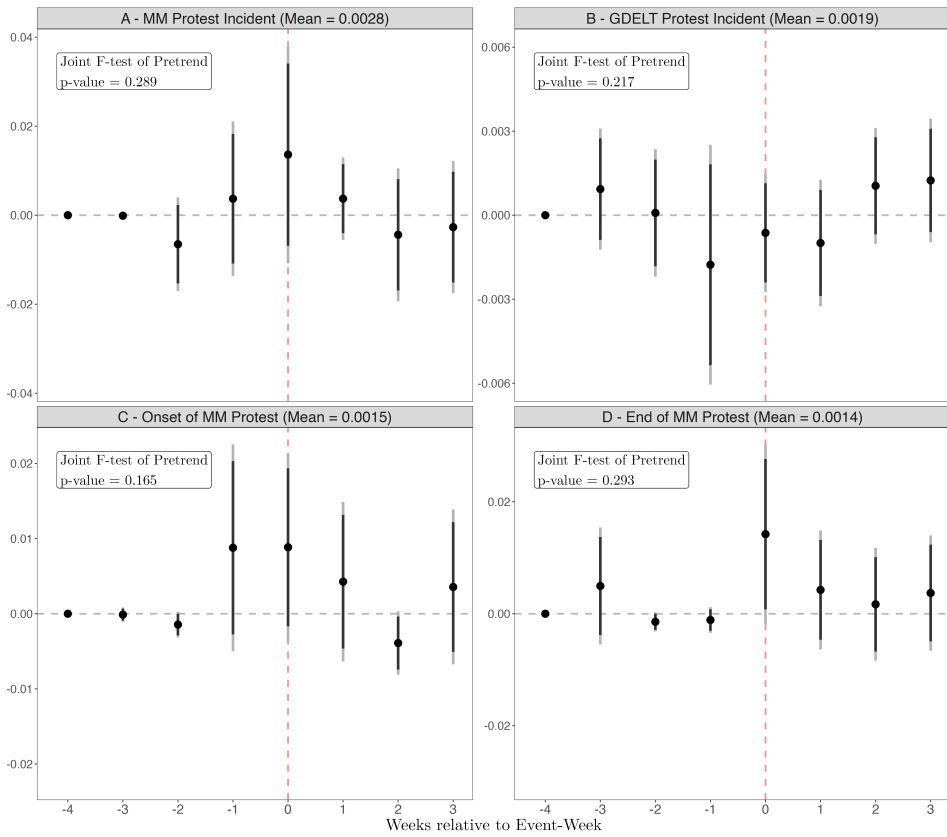 A - MM Protest Incident (Mean = 0.0028)
Joint F-test of Pretrend
p-value = 0.289
0.04
0.02
0.00
-0.02
-0.04
B - GDELT Protest Incident (Mean = 0.0019)
Joint F-test of Pretrend
p-value = 0.217
0.006
0.003
0.000
-0.003
-0.006
C - Onset of MM Protest (Mean = 0.0015)
Joint F-test of Pretrend
p-value = 0.165
0.02
0.01
0.00
-0.01
-0.02
-4 -3 -2 -1 0 1 2 3
D - End of MM Protest (Mean = 0.0014)
Joint F-test of Pretrend
p-value = 0.293
0.02
0.00
-0.02
-4 -3 -2 -1 0 1 2 3
Weeks relative to Event-Week